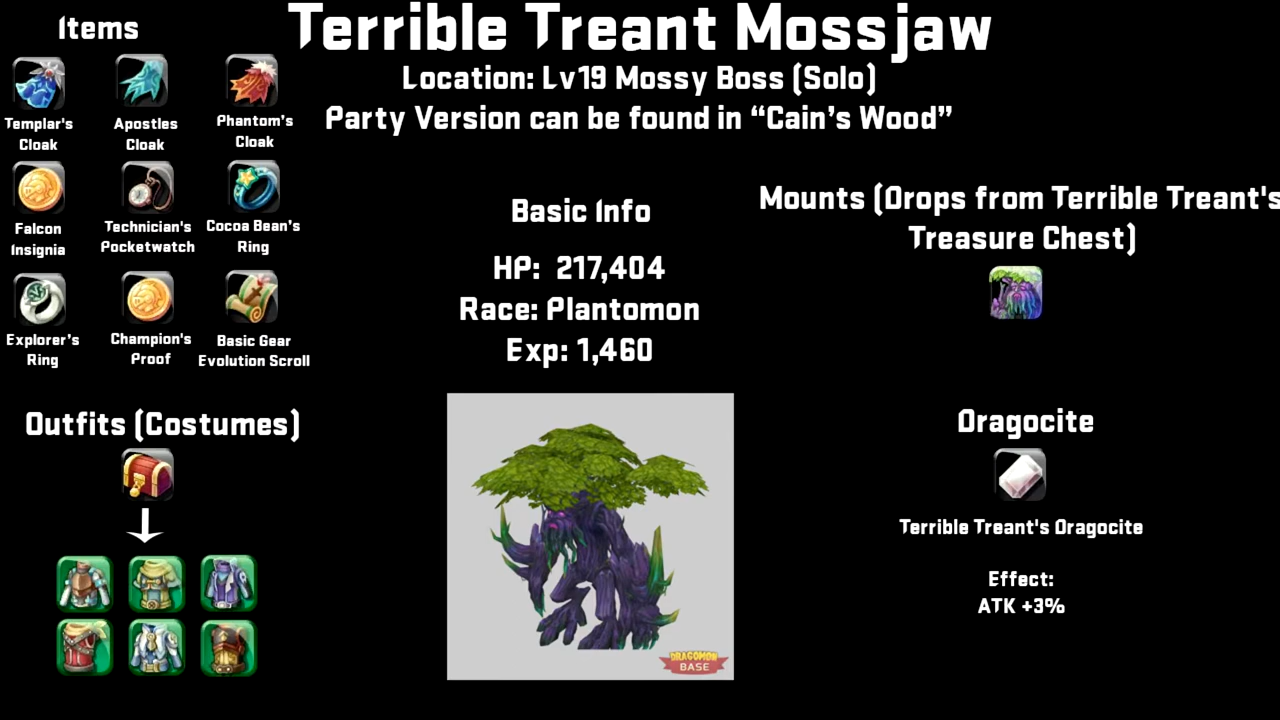 Terrible Treant Mossjaw
Location: Lv19 Mossy Boss (Solo)
Party Version can be found in “Cain’s Wood”
Items
Templar's
Cloak
Apostles
Cloak
Phantom’s
Cloak
Falcon
Insignia
Technician's
Pocketwatch
Cocoa Bean’s
Ring
Explorer’s
Ring
Champion's
Proof
Basic Gear
Evolution Scroll
Outfits (Costumes)
Basic Info
HP: 217,404
Race: Plantomon
Exp: 1,460
DRAGOMON
BASE
Mounts (Drops from Terrible Treant's
Treasure Chest)
Dragocite
Terrible Treant's Dragocite
Effect:
ATK +3%